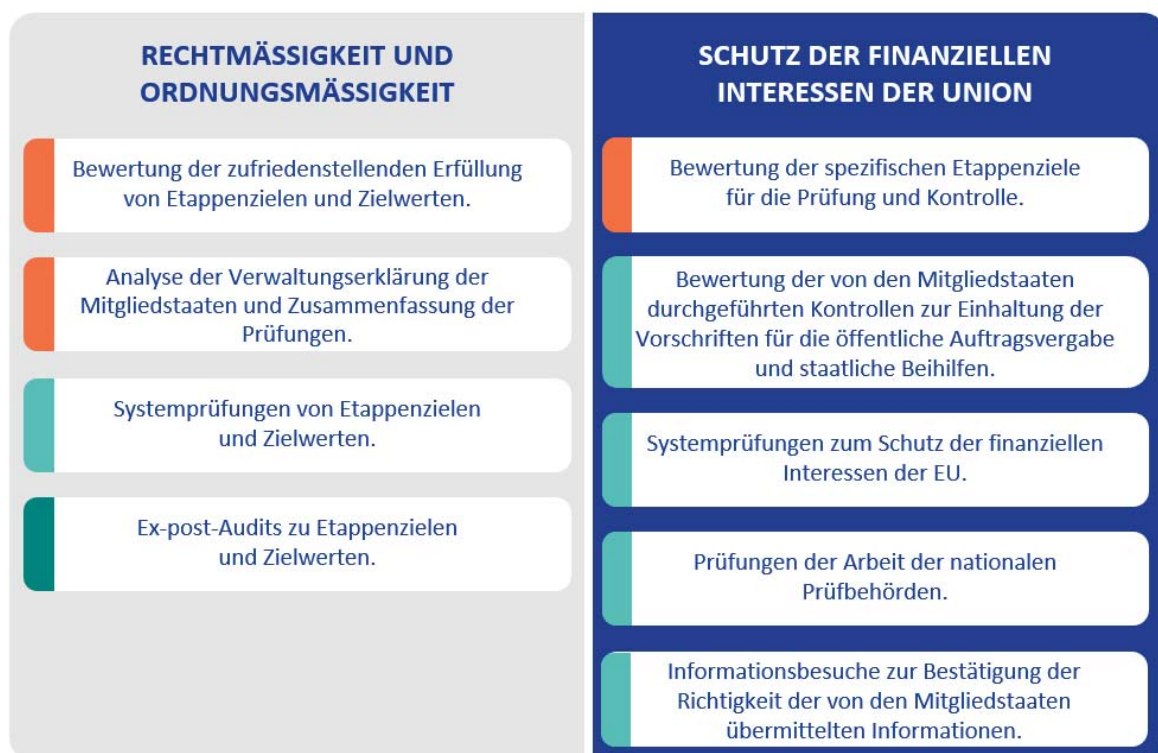 RECHTMÄSSIGKEIT UND
ORDNUNGSMÄSSIGKEIT
Bewertung der zufriedenstellenden Erfüllung
von Etappenzielen und Zielwerten.
Analyse der Verwaltungserklärung der
Mitgliedstaaten und Zusammenfassung der
Prüfungen.
Systemprüfungen von Etappenzielen
und Zielwerten.
Ex-post-Audits zu Etappenzielen
und Zielwerten.
SCHUTZ DER FINANZIELLEN
INTERESSEN DER UNION
Bewertung der spezifischen Etappenziele
für die Prüfung und Kontrolle.
Bewertung der von den Mitgliedstaaten
durchgeführten Kontrollen zur Einhaltung der
Vorschriften für die öffentliche Auftragsvergabe
und staatliche Beihilfen.
Systemprüfungen zum Schutz der finanziellen
Interessen der EU.
Prüfungen der Arbeit der nationalen
Prüfbehörden.
Informationsbesuche zur Bestätigung der
Richtigkeit der von den Mitgliedstaaten
übermittelten Informationen.